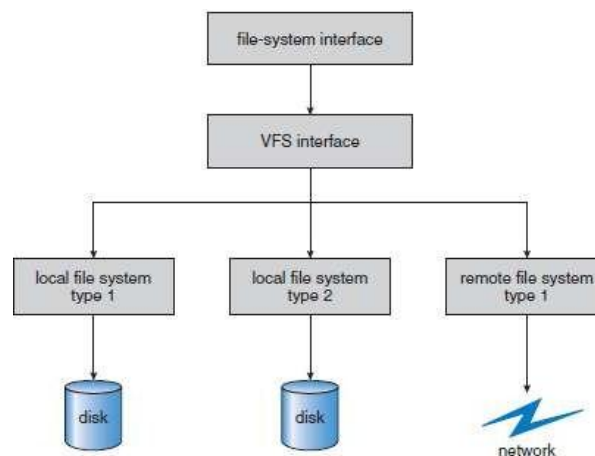 file-system interface
VFS interface
local file system
type 1
local file system
type 2
remote file system
type 1
disk
disk
network